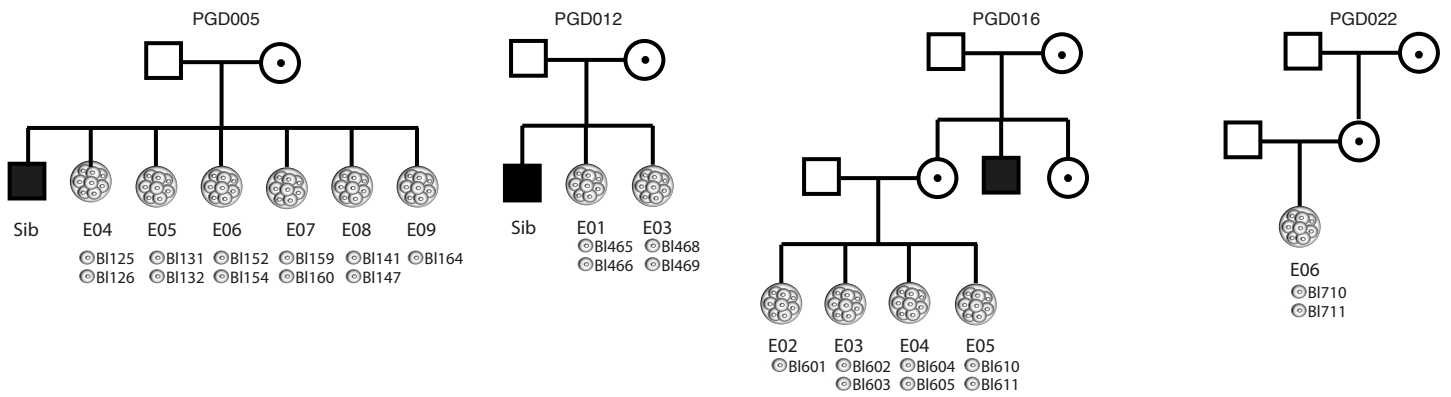 PGD005
Sib
E04
E05
E06
E07
E08
E09
Bl125
Bl131
Bl152
Bl159
Bl141
Bl164
Bl126
Bl132
Bl154
Bl160
Bl147
PGD012
Sib
E01
E03
Bl465
Bl468
Bl466
Bl469
PGD016
E02
E03
E04
E05
Bl601
Bl602
Bl604
Bl610
Bl603
Bl605
Bl611
PGD022
E06
Bl710
Bl711